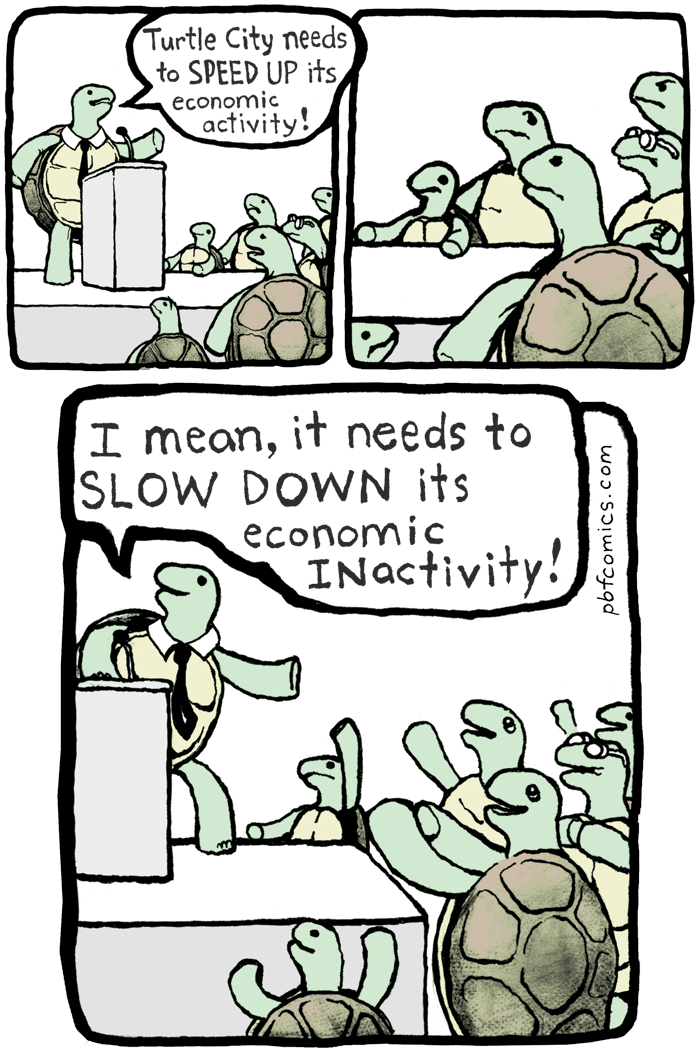 Turtle City needs
to SPEED UP its
economic
activity!
I mean, it needs to
SLOW DOWN its
economic
INactivity!
pbfcomics.com